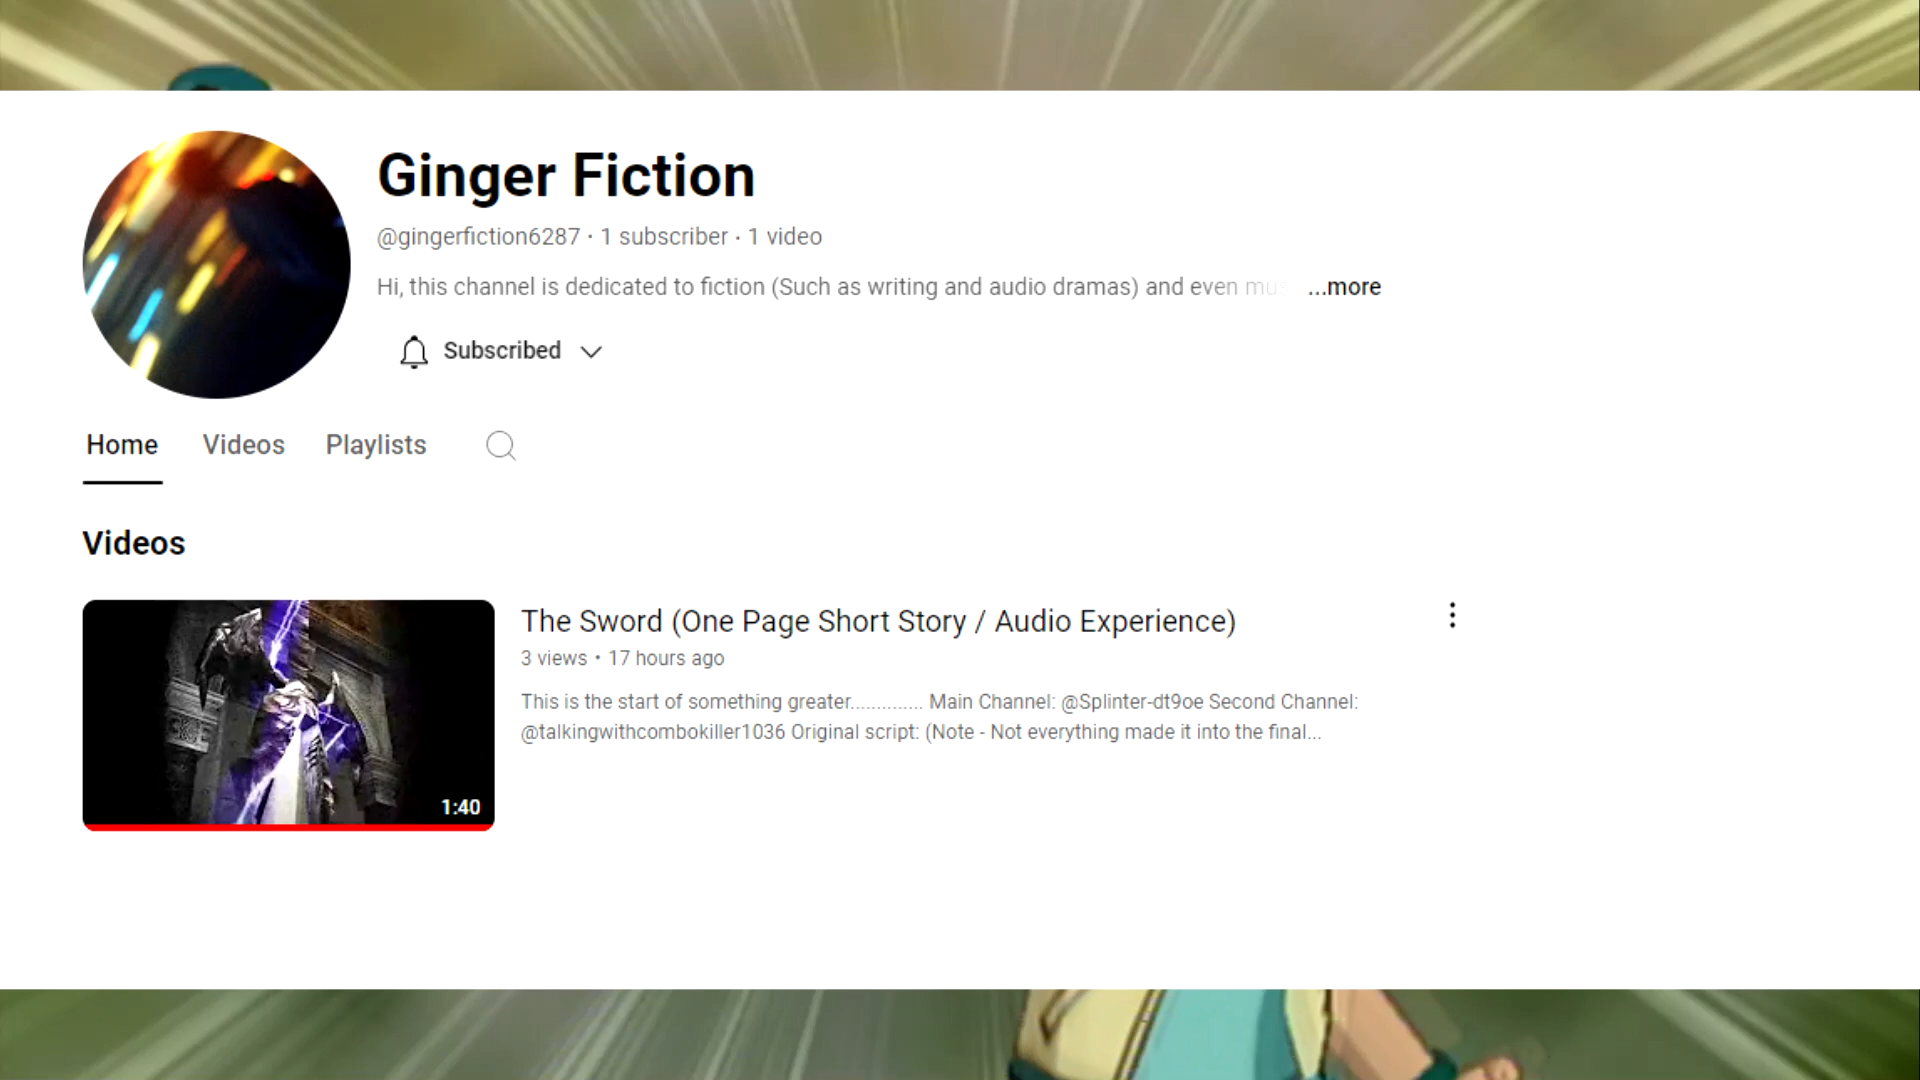 Ginger Fiction
@gingerfiction6287 · 1 subscriber · 1 video
Hi, this channel is dedicated to fiction (Such as writing and audio dramas) and even ...more
Subscribed
Home Videos Playlists
Videos
The Sword (One Page Short Story / Audio Experience)
3 views • 17 hours ago
This is the start of something greater.............. Main Channel: @Splinter-dt9oe Second Channel:
@talkingwithcombokiller1036 Original script: (Note - Not everything made it into the final...
1:40